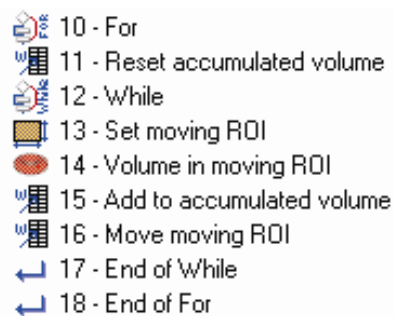 10 - For
11 - Reset accumulated volume
12 - While
13 - Set moving ROI
14 - Volume in moving ROI
15 - Add to accumulated volume
16 - Move moving ROI
17 - End of While
18 - End of For